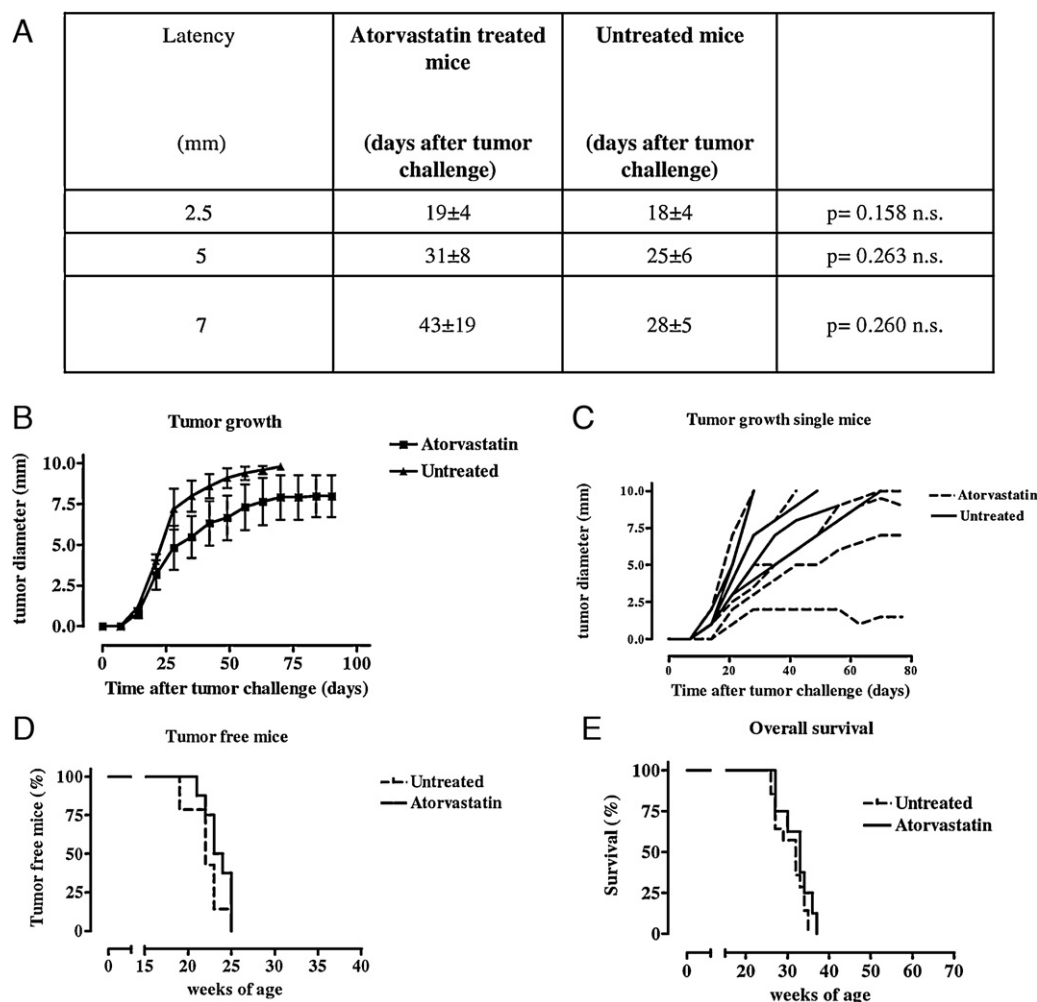 A
Latency
(mm)
Atorvastatin treated
mice
(days after tumor
challenge)
Untreated mice
(days after tumor
challenge)
2.5 19±4 18±4 p= 0.158 n.s.
5 31±8 25±6 p= 0.263 n.s.
7 43±19 28±5 p= 0.260 n.s.
B
Tumor growth
Atorvastatin
Untreated
tumor diameter (mm)
10.0
7.5
5.0
2.5
0.0
0 25 50 75 100
Time after tumor challenge (days)
C
Tumor growth single mice
Atorvastatin
Untreated
tumor diameter (mm)
10.0
7.5
5.0
2.5
0.0
0 20 40 60 80
Time after tumor challenge (days)
D
Tumor free mice
Untreated
Atorvastatin
Tumor free mice (%)
100
75
50
25
0
0 15 20 25 30 35 40
weeks of age
E
Overall survival
Untreated
Atorvastatin
Survival (%)
100
75
50
25
0
0 20 30 40 50 60 70
weeks of age